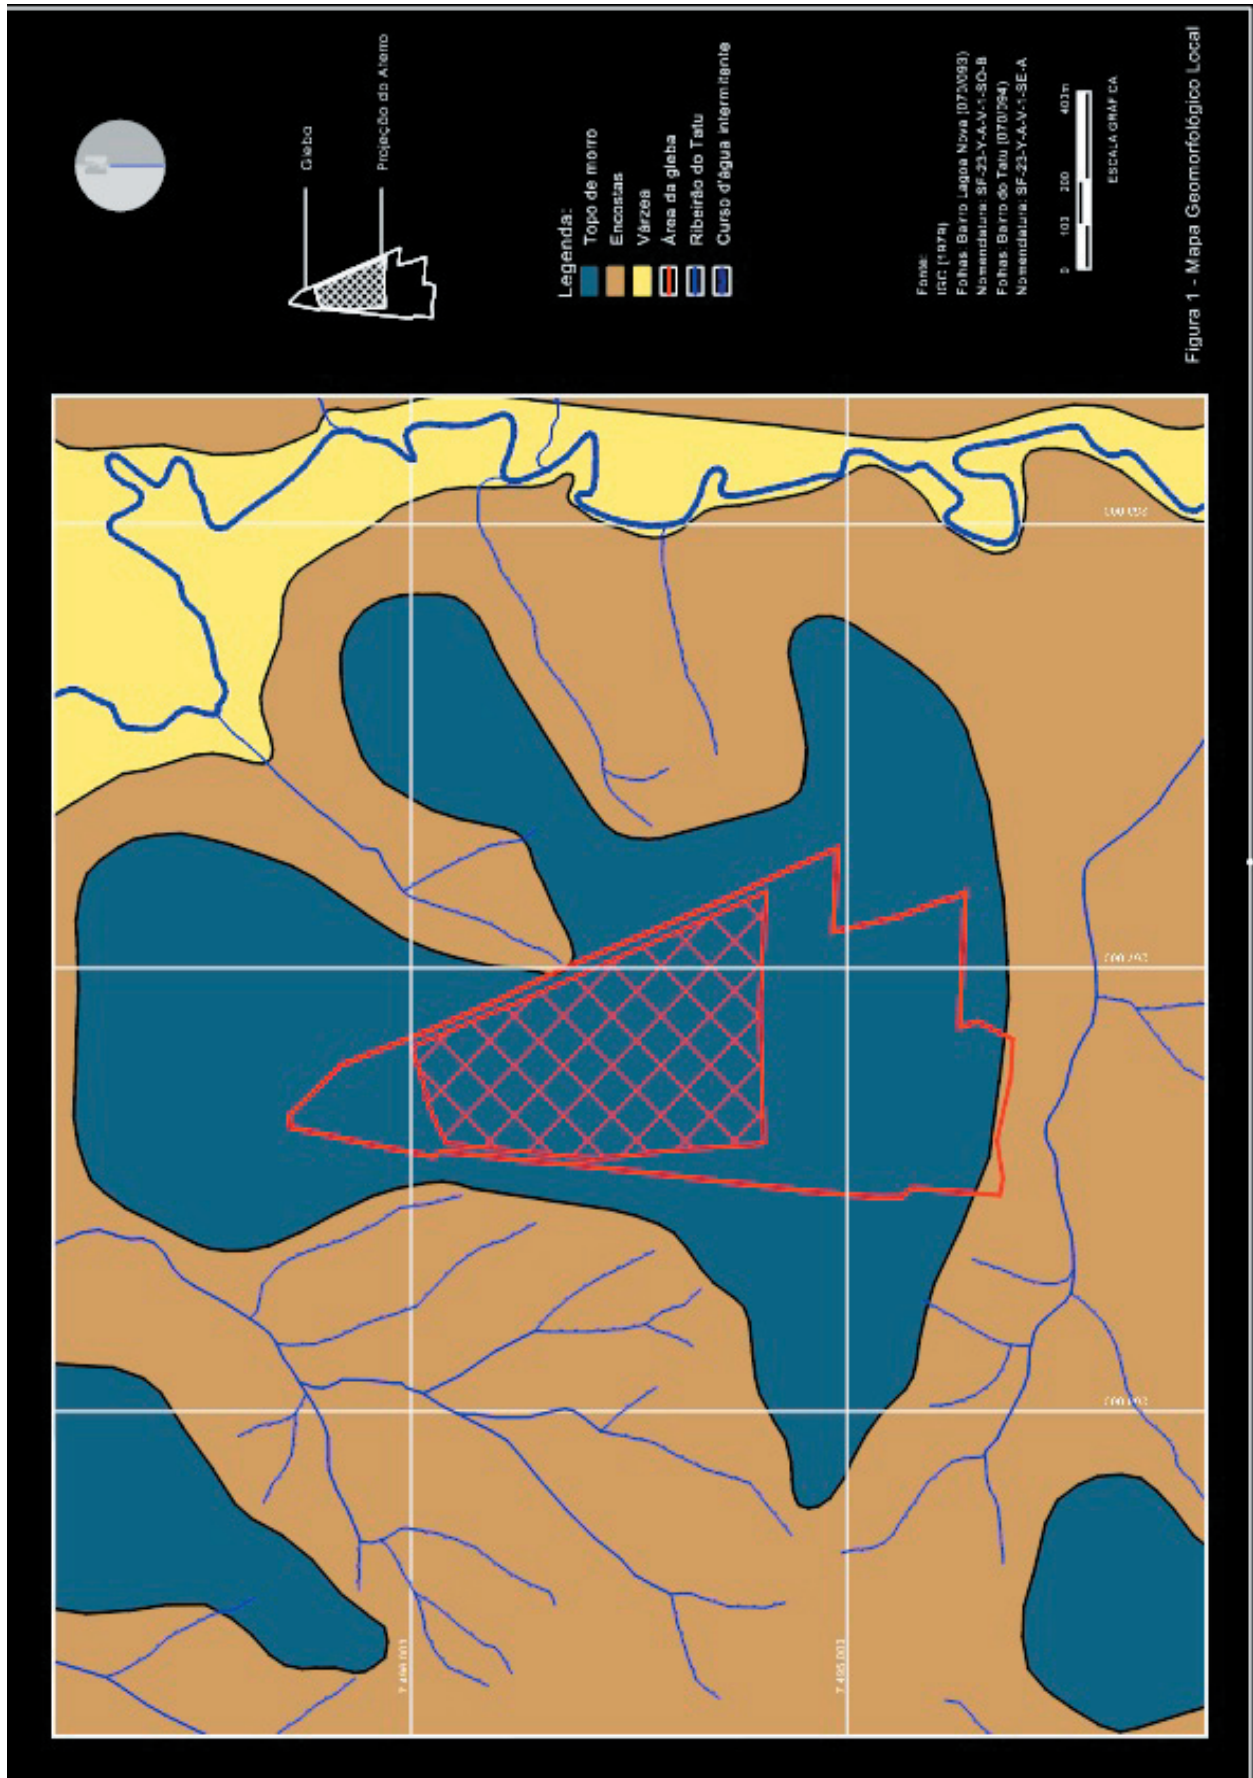 N
Gleba
Projeção do Aterro
Legenda:
Topo de morro
Encostas
Várzea
Área da gleba
Ribeirão do Tatu
Curso d'água intermitente
Fonte:
IGC (1979)
Folhas: Bairro Lagoa Nova (070/093)
Nomenclatura: SF-23-Y-A-V-1-SO-B
Folhas: Bairro do Tatu (070/094)
Nomenclatura: SF-23-Y-A-V-1-SE-A
0 100 200 400m
ESCALA GRÁFICA
Figura 1 - Mapa Geomorfológico Local